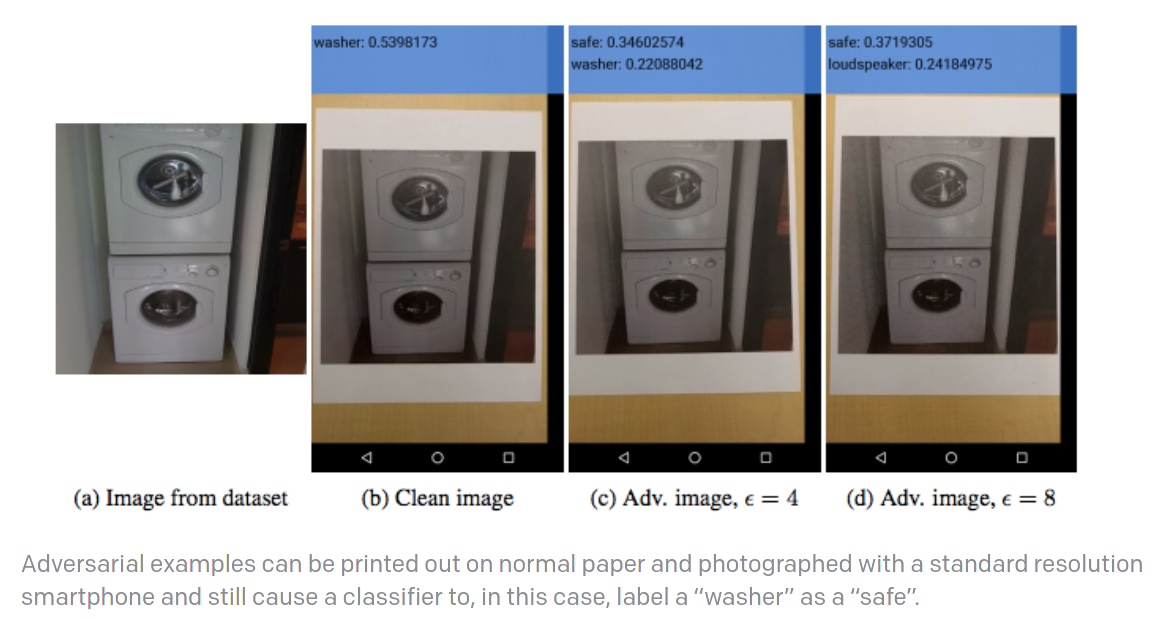 washer: 0.5398173
safe: 0.34602574
washer: 0.22088042
safe: 0.3719305
loudspeaker: 0.24184975
(a) Image from dataset
(b) Clean image
(c) Adv. image, ϵ = 4
(d) Adv. image, ϵ = 8
Adversarial examples can be printed out on normal paper and photographed with a standard resolution
smartphone and still cause a classifier to, in this case, label a “washer” as a “safe”.